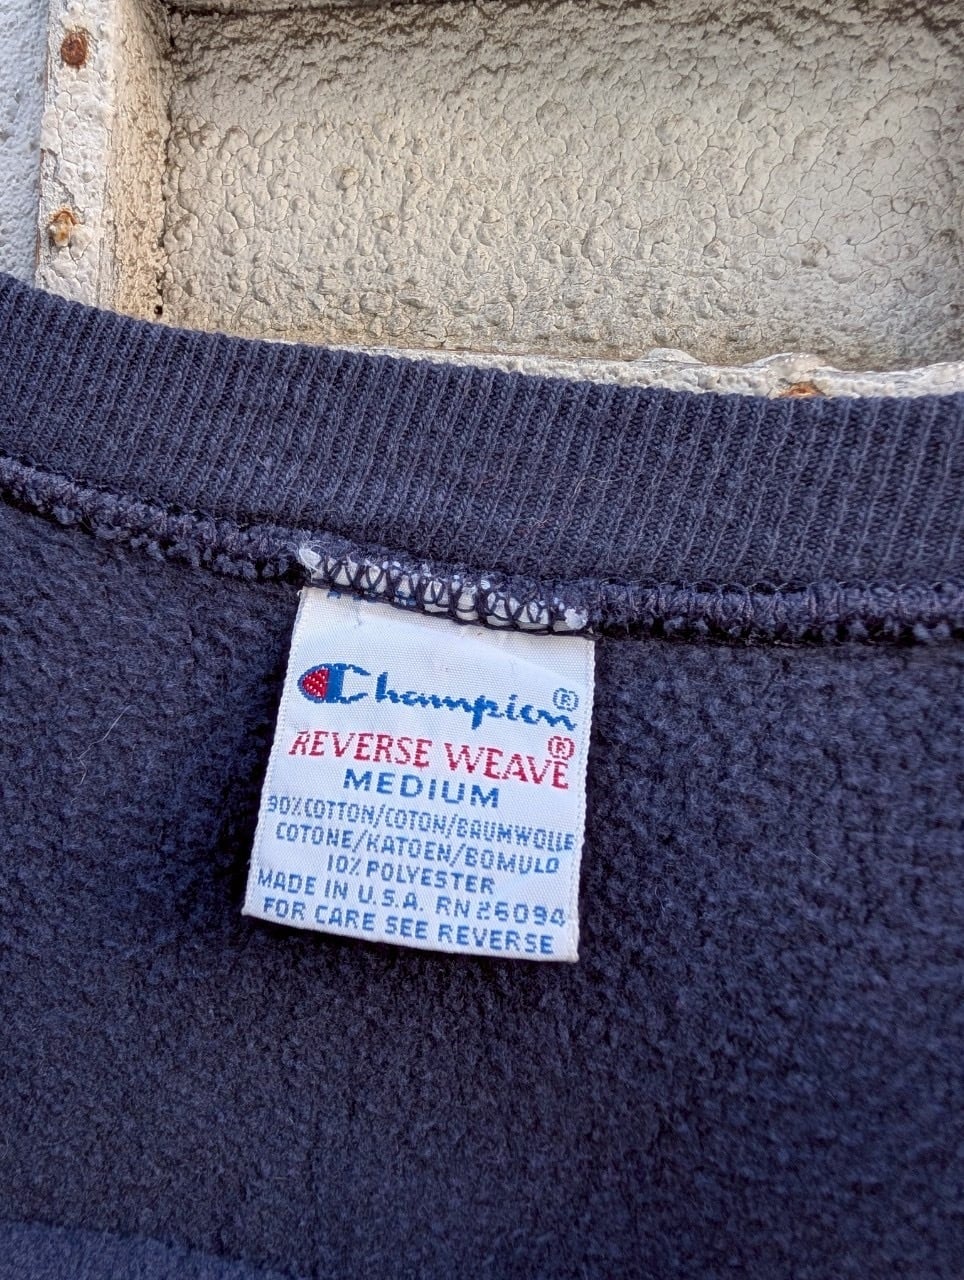 Champion®
REVERSE WEAVE®
MEDIUM
90% COTTON/COTON/BAUMWOLLE
COTONE/KATOEN/BOMULD
10% POLYESTER
MADE IN U.S.A. RN 26094
FOR CARE SEE REVERSE